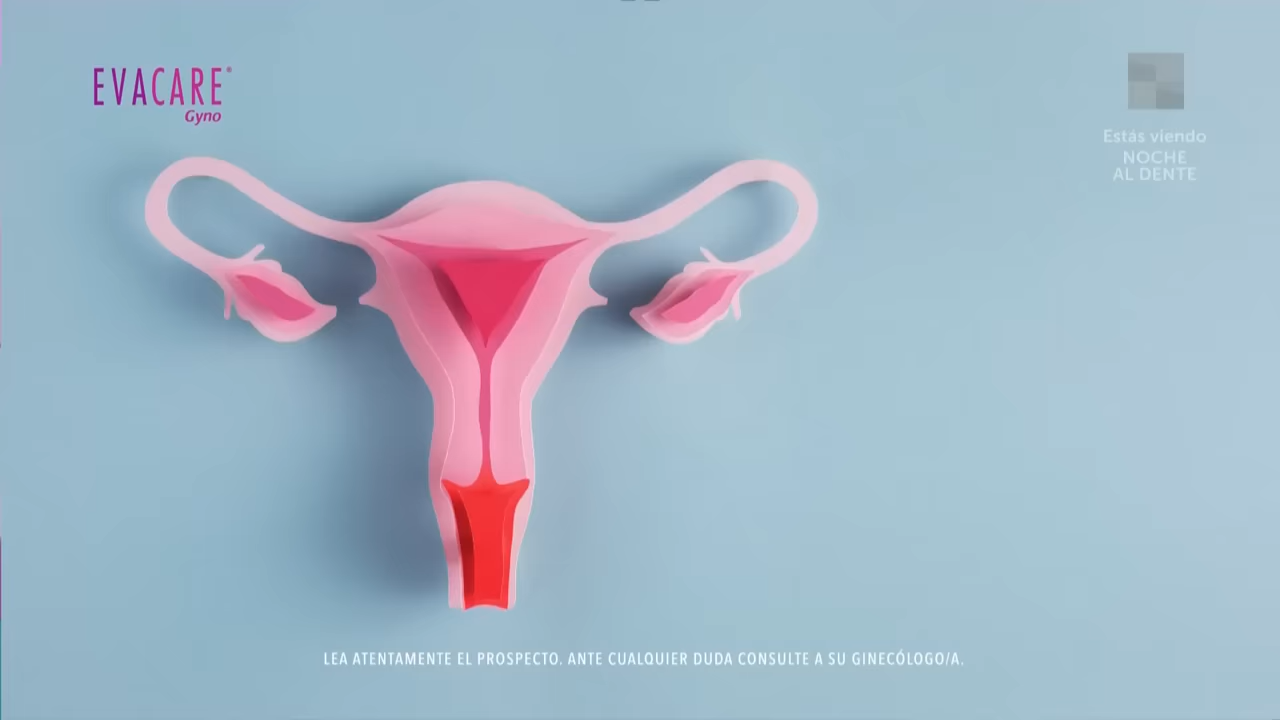 EVACARE®
Gyno
Estás viendo
NOCHE
AL DENTE
LEA ATENTAMENTE EL PROSPECTO. ANTE CUALQUIER DUDA CONSULTE A SU GINECÓLOGO/A.